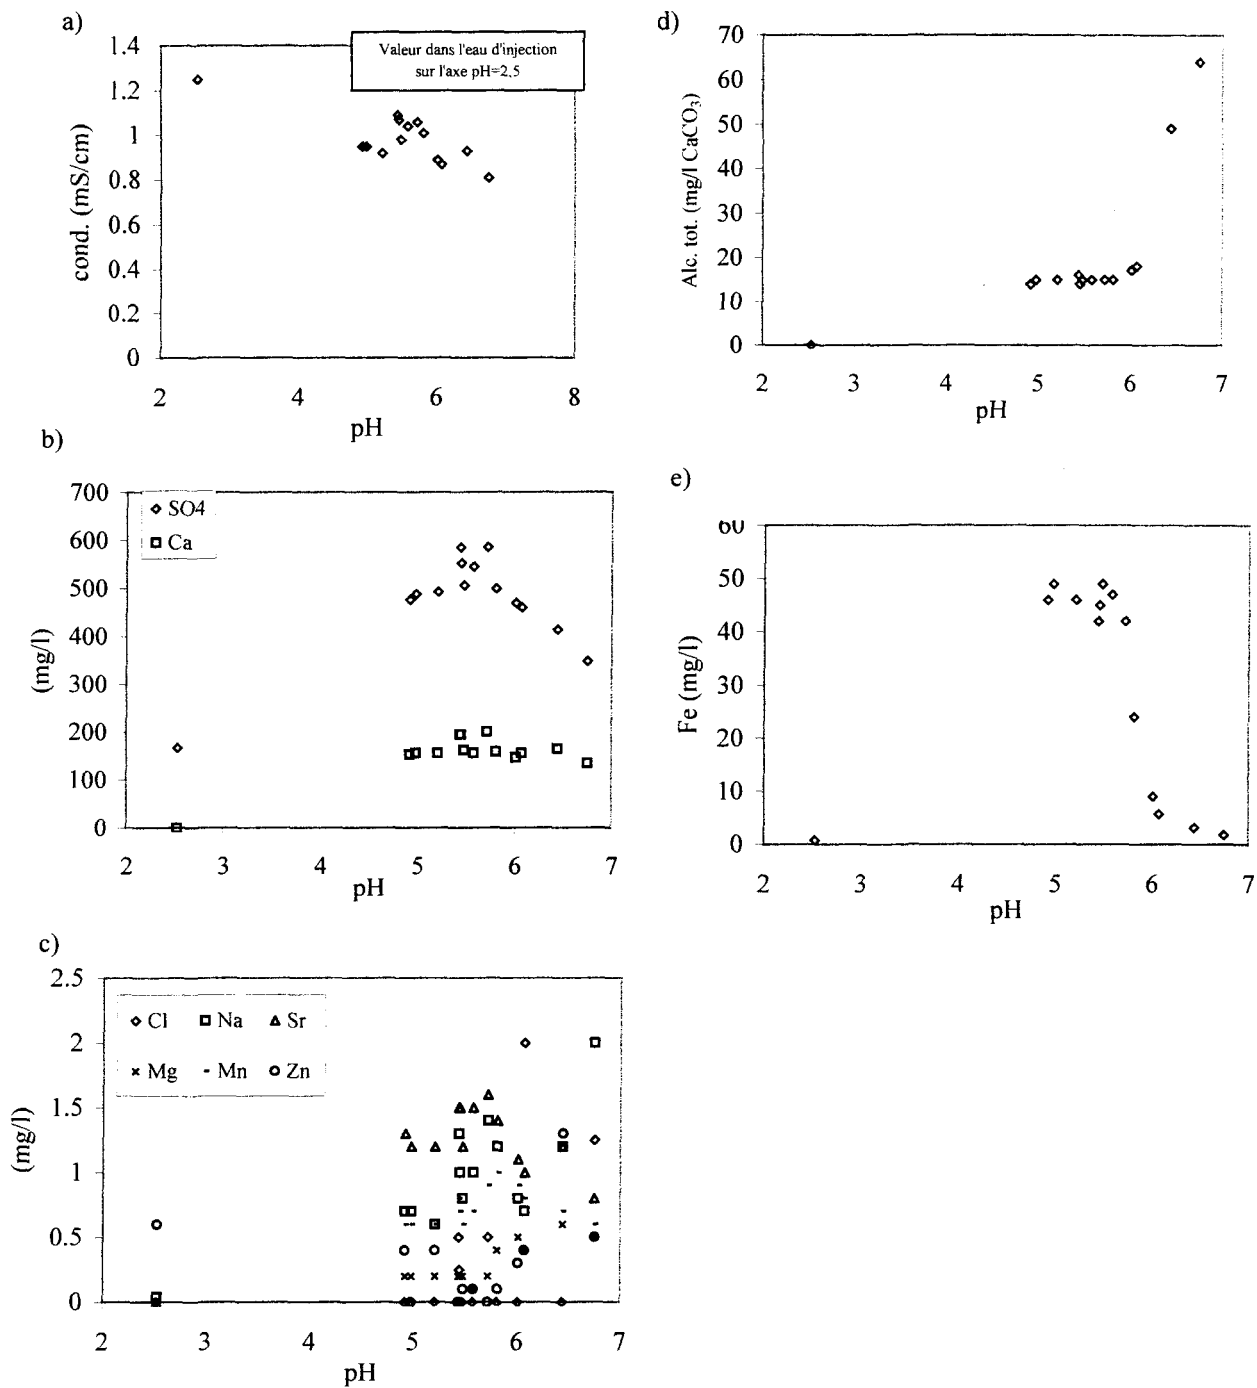 a)
Valeur dans l'eau d'injection
sur l'axe pH=2.5
1.4
1.2
1
0.8
0.6
0.4
0.2
0
cond. (mS/cm)
2 4 6 8
pH
d)
70
60
50
40
30
20
10
0
Alc. tot. (mg/l CaCO₃)
2 3 4 5 6 7
pH
b)
700
600
500
400
300
200
100
0
SO4
Ca
(mg/l)
2 3 4 5 6 7
pH
e)
60
50
40
30
20
10
0
Fe (mg/l)
2 3 4 5 6 7
pH
c)
2.5
2
1.5
1
0.5
0
Cl Na Sr
Mg Mn Zn
(mg/l)
2 3 4 5 6 7
pH